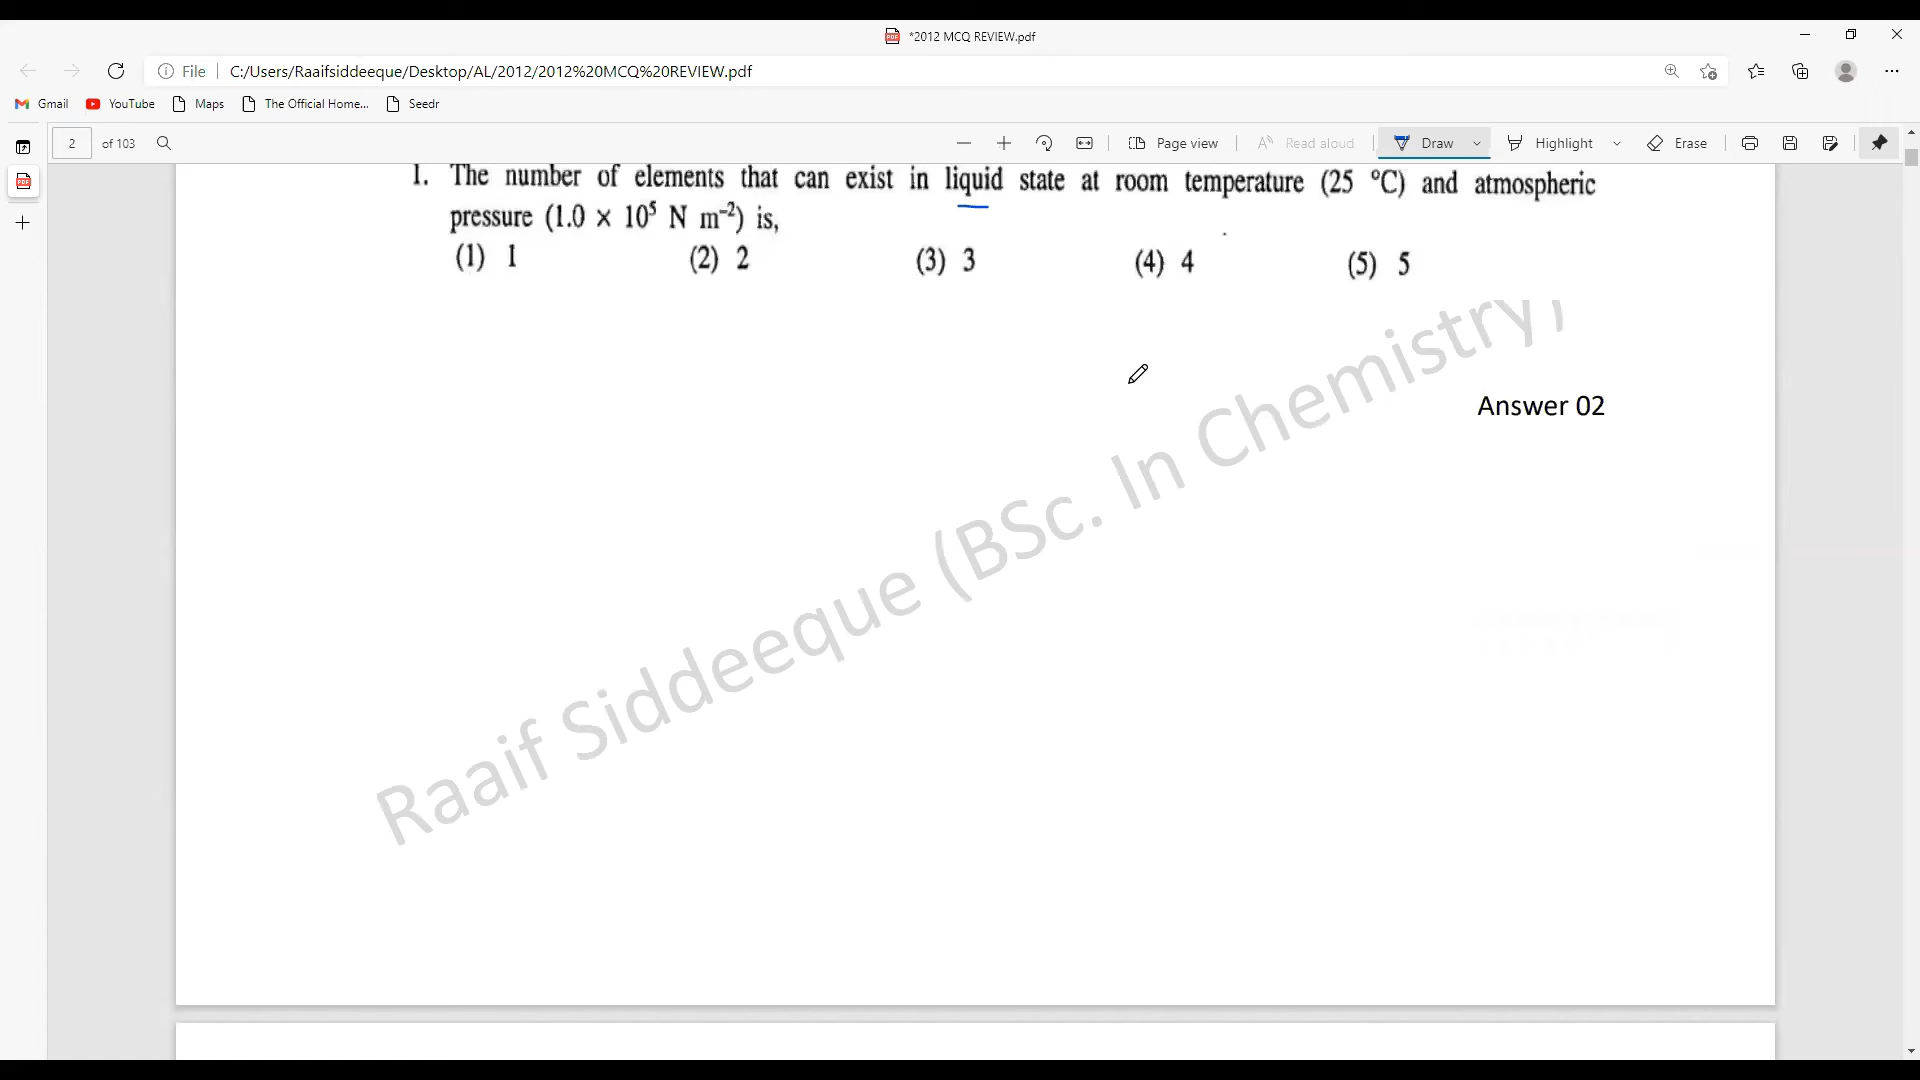 *2012 MCQ REVIEW.pdf
File C:/Users/Raaifsiddeeque/Desktop/AL/2012/2012%20MCQ%20REVIEW.pdf
Gmail YouTube Maps The Official Home... Seedr
2 of 103 Page view Read aloud Draw Highlight Erase
1. The number of elements that can exist in liquid state at room temperature (25 °C) and atmospheric
pressure (1.0 × 10⁵ N m⁻²) is,
(1) 1 (2) 2 (3) 3 (4) 4 (5) 5
Answer 02
Raaif Siddeeque (BSc. In Chemistry)